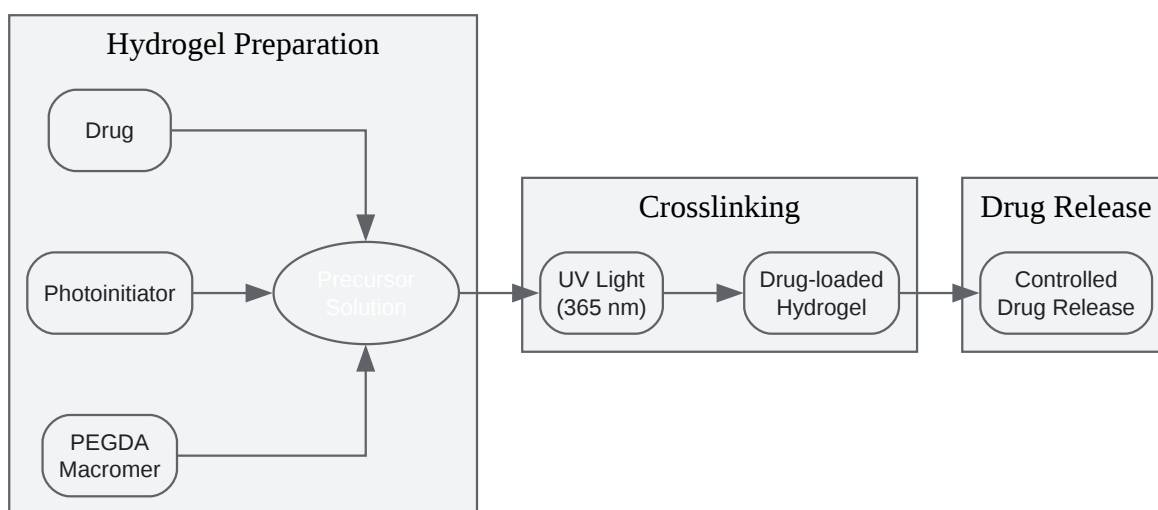 Hydrogel Preparation
Drug
Photoinitiator
PEGDA
Macromer
Precursor
Solution
Crosslinking
UV Light
(365 nm)
Drug-loaded
Hydrogel
Drug Release
Controlled
Drug Release